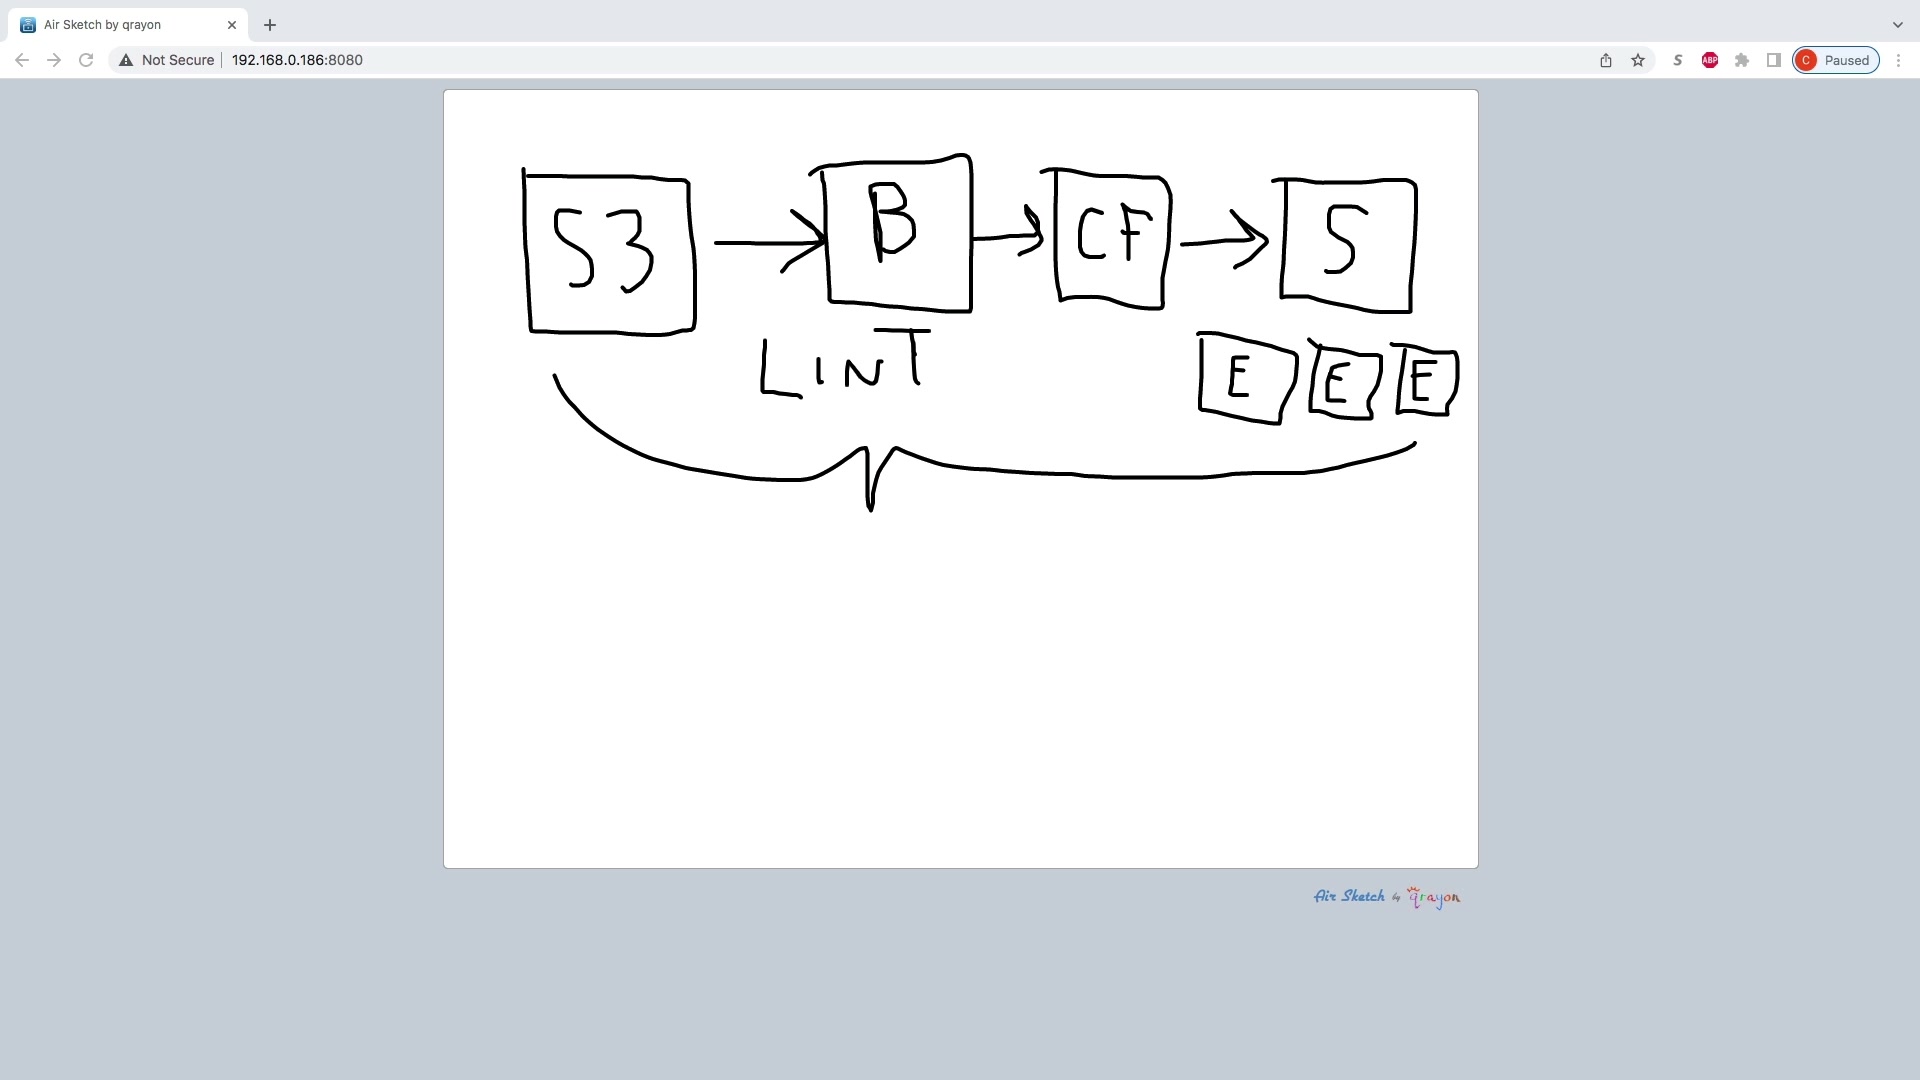 Air Sketch by qrayon
Not Secure 192.168.0.186:8080
S
ABP
C Paused
S3 B CF S
LINT
E E E
Air Sketch by qrayon